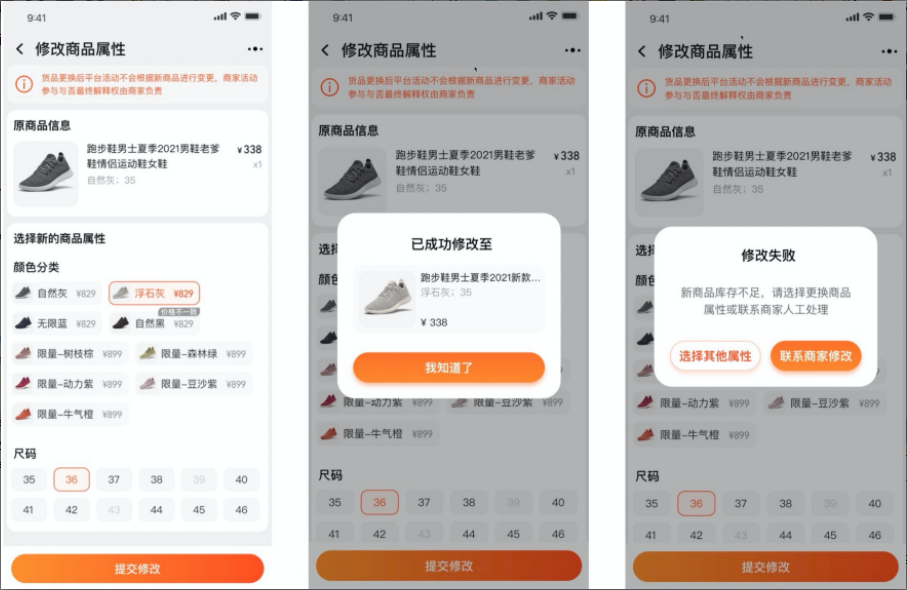 9:41
修改商品属性
货品更换后平台活动不会根据新商品进行变更，商家活动
参与与否最终解释权由商家负责
原商品信息
跑步鞋男士夏季2021男鞋老爹
鞋情侣运动鞋女鞋
¥338
x1
自然灰；35
选择新的商品属性
颜色分类
自然灰 ¥829
浮石灰 ¥829
价格不一致
无限蓝 ¥829
自然黑 ¥829
限量-树枝棕 ¥899
限量-森林绿 ¥899
限量-动力紫 ¥899
限量-豆沙紫 ¥899
限量-牛气橙 ¥899
尺码
35 36 37 38 39 40
41 42 43 44 45 46
提交修改
9:41
修改商品属性
货品更换后平台活动不会根据新商品进行变更，商家活动
参与与否最终解释权由商家负责
原商品信息
跑步鞋男士夏季2021男鞋老爹
鞋情侣运动鞋女鞋
¥338
x1
自然灰；35
选择
颜色
已成功修改至
跑步鞋男士夏季2021新款...
浮石灰；35
¥ 338
我知道了
限量-动力紫 ¥899
限量-豆沙紫 ¥899
限量-牛气橙 ¥899
尺码
35 36 37 38 39 40
41 42 43 44 45 46
提交修改
9:41
修改商品属性
货品更换后平台活动不会根据新商品进行变更，商家活动
参与与否最终解释权由商家负责
原商品信息
跑步鞋男士夏季2021男鞋老爹
鞋情侣运动鞋女鞋
¥338
x1
自然灰；35
选
颜
修改失败
新商品库存不足，请选择更换商品
属性或联系商家人工处理
选择其他属性
联系商家修改
限量-动力紫 ¥899
限量-豆沙紫 ¥899
限量-牛气橙 ¥899
尺码
35 36 37 38 39 40
41 42 43 44 45 46
提交修改